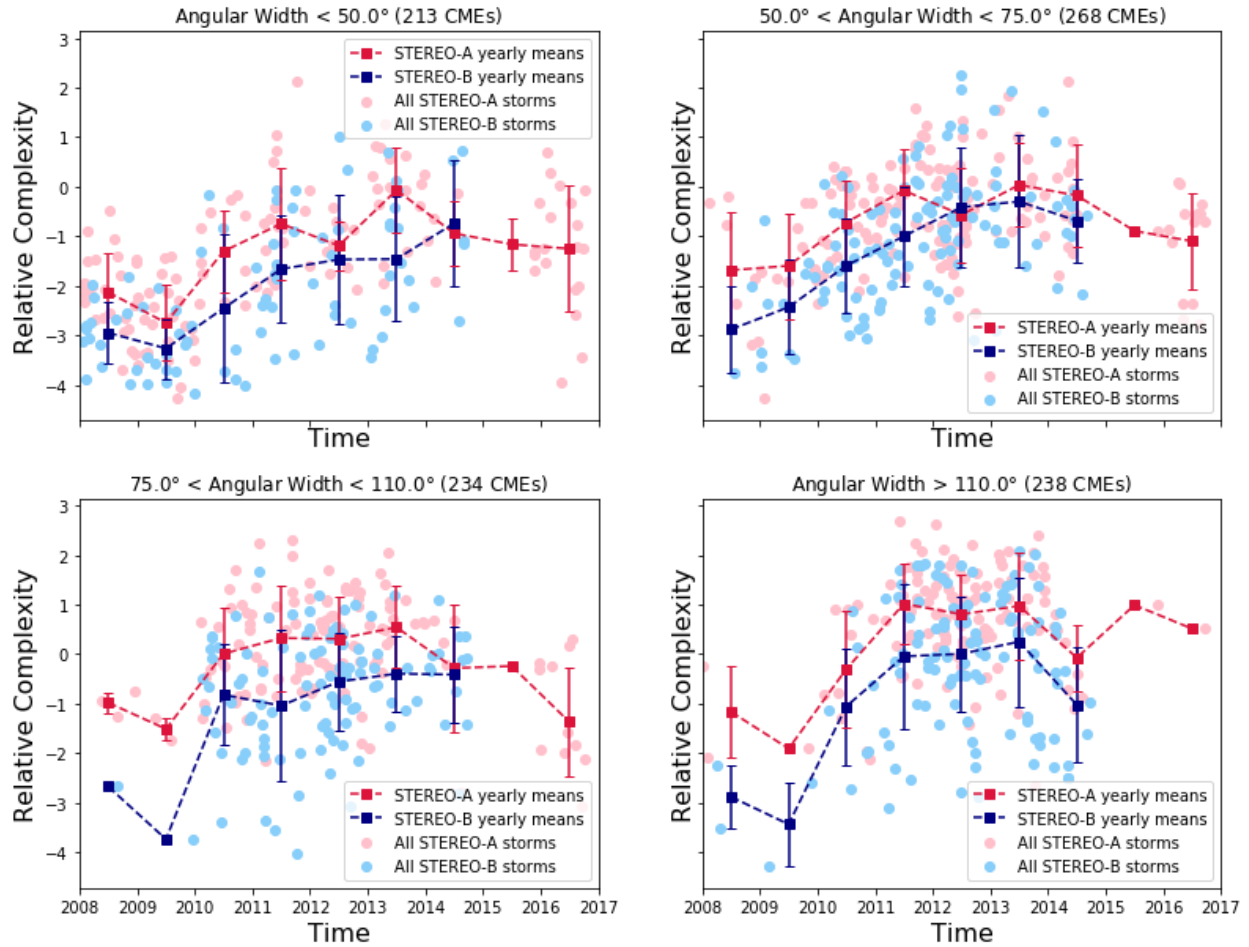 Angular Width < 50.0° (213 CMEs)
3
2
1
0
−1
−2
−3
−4
Relative Complexity
STEREO-A yearly means
STEREO-B yearly means
All STEREO-A storms
All STEREO-B storms
Time
50.0° < Angular Width < 75.0° (268 CMEs)
Relative Complexity
STEREO-A yearly means
STEREO-B yearly means
All STEREO-A storms
All STEREO-B storms
Time
75.0° < Angular Width < 110.0° (234 CMEs)
3
2
1
0
−1
−2
−3
−4
Relative Complexity
STEREO-A yearly means
STEREO-B yearly means
All STEREO-A storms
All STEREO-B storms
2008 2009 2010 2011 2012 2013 2014 2015 2016 2017
Time
Angular Width > 110.0° (238 CMEs)
Relative Complexity
STEREO-A yearly means
STEREO-B yearly means
All STEREO-A storms
All STEREO-B storms
2008 2009 2010 2011 2012 2013 2014 2015 2016 2017
Time